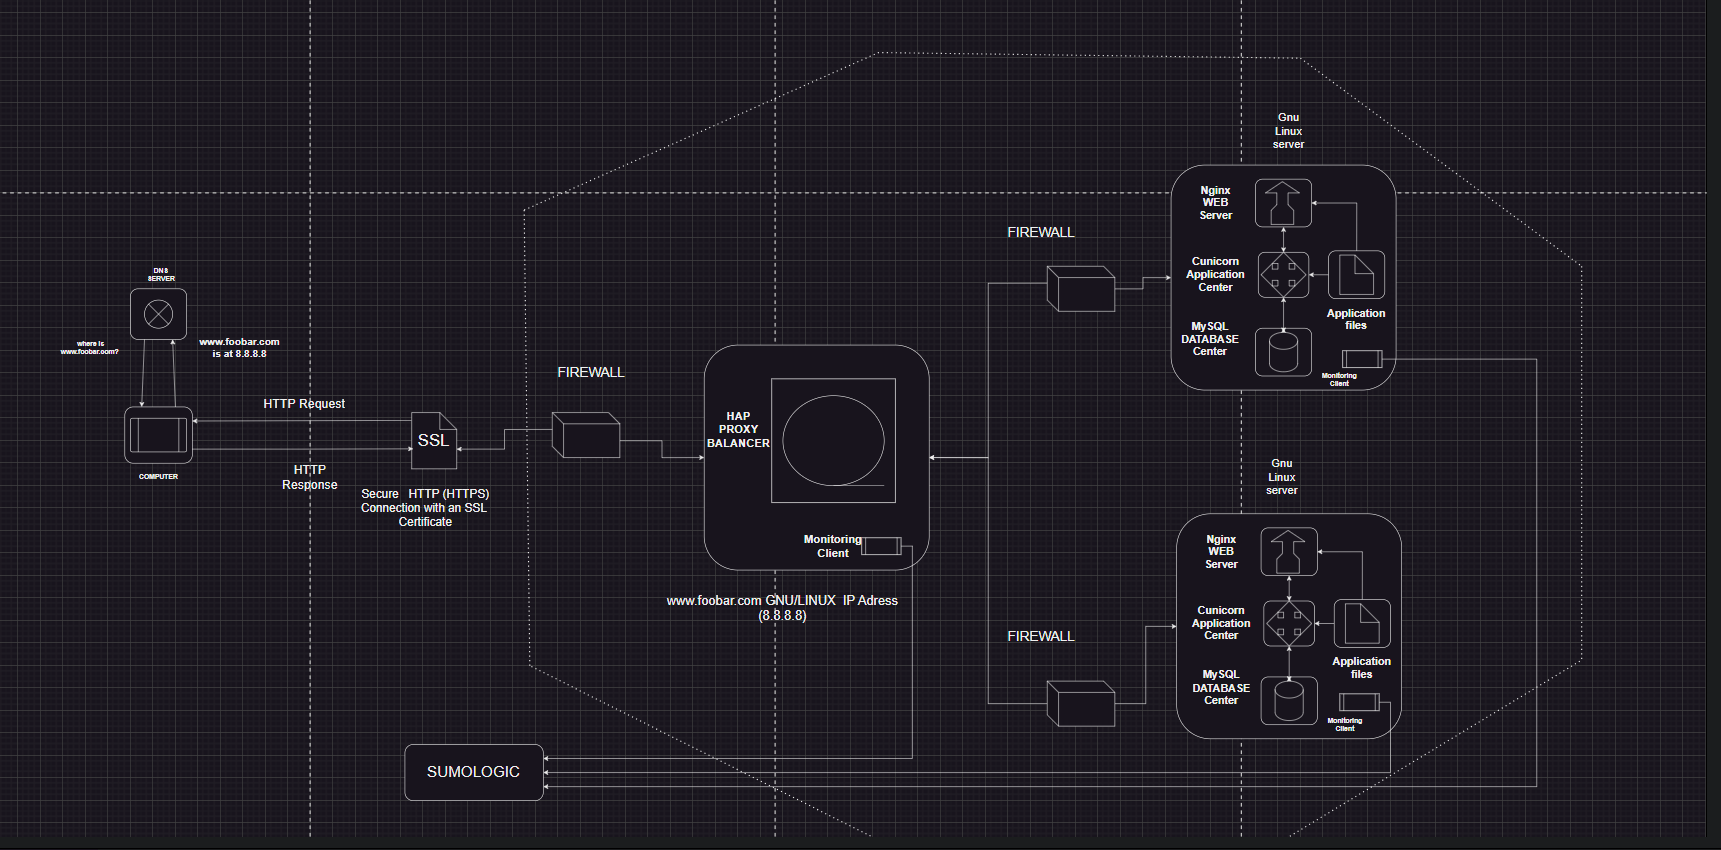 DNS
SERVER
where is
www.foobar.com?
www.foobar.com
is at 8.8.8.8
COMPUTER
HTTP Request
HTTP
Response
SSL
Secure HTTP (HTTPS)
Connection with an SSL
Certificate
FIREWALL
HAP
PROXY
BALANCER
Monitoring
Client
www.foobar.com GNU/LINUX IP Adress
(8.8.8.8)
FIREWALL
Gnu
Linux
server
Nginx
WEB
Server
Cunicorn
Application
Center
MySQL
DATABASE
Center
Application
files
Monitoring
Client
FIREWALL
Gnu
Linux
server
Nginx
WEB
Server
Cunicorn
Application
Center
MySQL
DATABASE
Center
Application
files
Monitoring
Client
SUMOLOGIC